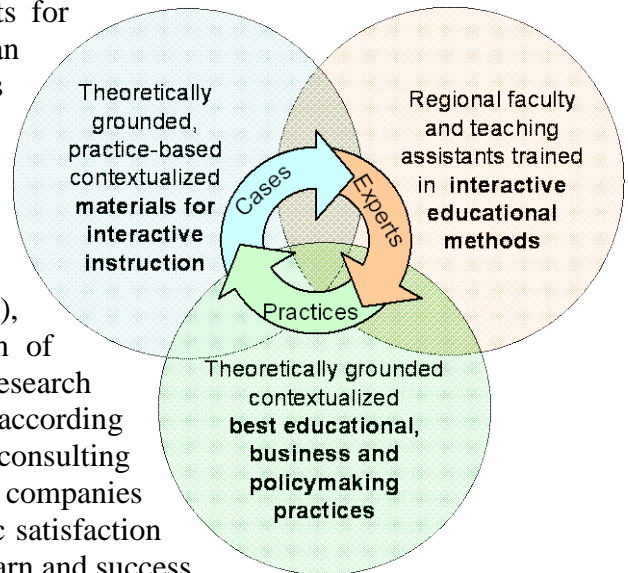 ts for
an
s
),
n of
esearch
according
consulting
companies
c satisfaction
arn and success
Theoretically
grounded,
practice-based
contextualized
materials for
interactive
instruction
Cases
Experts
Practices
Regional faculty
and teaching
assistants trained
in interactive
educational
methods
Theoretically grounded
contextualized
best educational,
business and
policymaking
practices